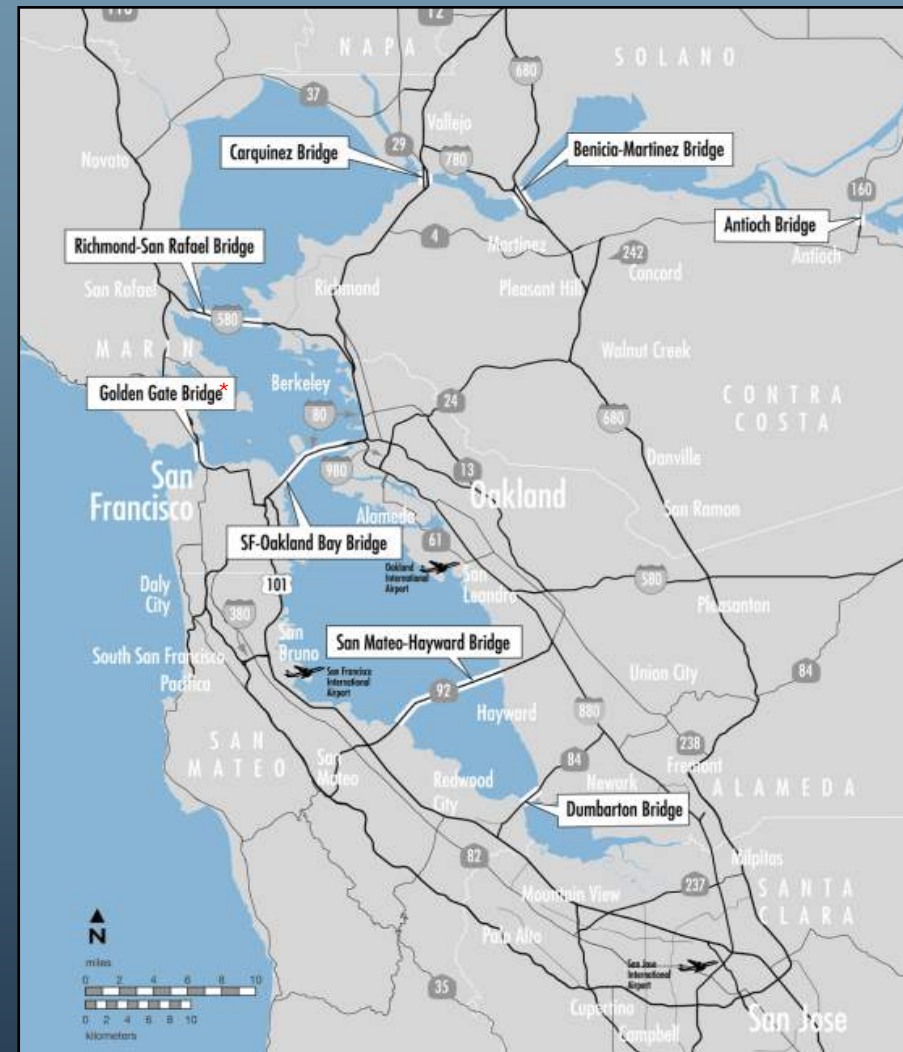 12
NAPA
SOLANO
680
37
Vallejo
29
Carquinez Bridge
780
Benicia-Martinez Bridge
Novato
160
Antioch Bridge
4
Martinez
Antioch
Richmond-San Rafael Bridge
242
Concord
San Rafael
Richmond
Pleasant Hill
580
MARIN
Walnut Creek
Berkeley
Golden Gate Bridge*
80
24
CONTRA
COSTA
680
San
Francisco
980
13
Danville
Oakland
San Ramon
Alameda
SF-Oakland Bay Bridge
61
Oakland
International
Airport
San
Leandro
580
Daly
City
101
Pleasanton
380
San
Bruno
San Mateo-Hayward Bridge
South San Francisco
Pacifica
San Francisco
International
Airport
Union City
84
92
Hayward
880
SAN
MATEO
238
Fremont
San
Mateo
84
Redwood
City
Newark
ALAMEDA
Dumbarton Bridge
82
Milpitas
Mountain View
237
SANTA
CLARA
N
Palo Alto
miles
0 2 4 6 8 10
San Jose
International
Airport
35
0 2 4 6 8 10
kilometers
Cupertino
Campbell
San Jose